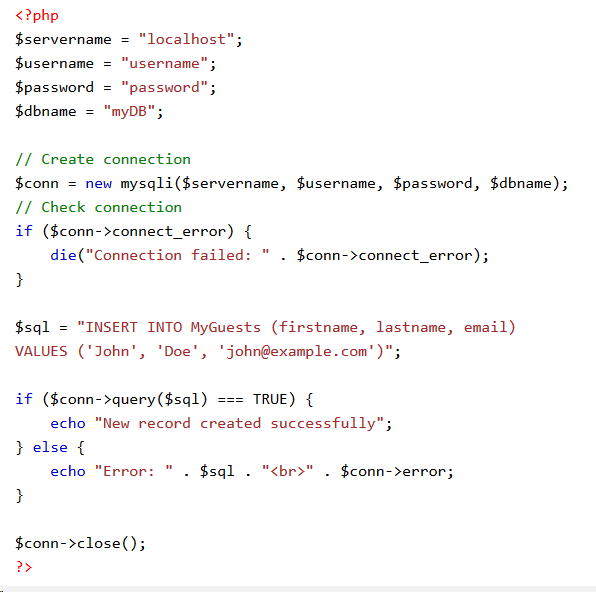 <?php
$servername = "localhost";
$username = "username";
$password = "password";
$dbname = "myDB";
// Create connection
$conn = new mysqli($servername, $username, $password, $dbname);
// Check connection
if ($conn->connect_error) {
    die("Connection failed: " . $conn->connect_error);
}
$sql = "INSERT INTO MyGuests (firstname, lastname, email)
VALUES ('John', 'Doe', 'john@example.com')";
if ($conn->query($sql) === TRUE) {
    echo "New record created successfully";
} else {
    echo "Error: " . $sql . "<br>" . $conn->error;
}
$conn->close();
?>